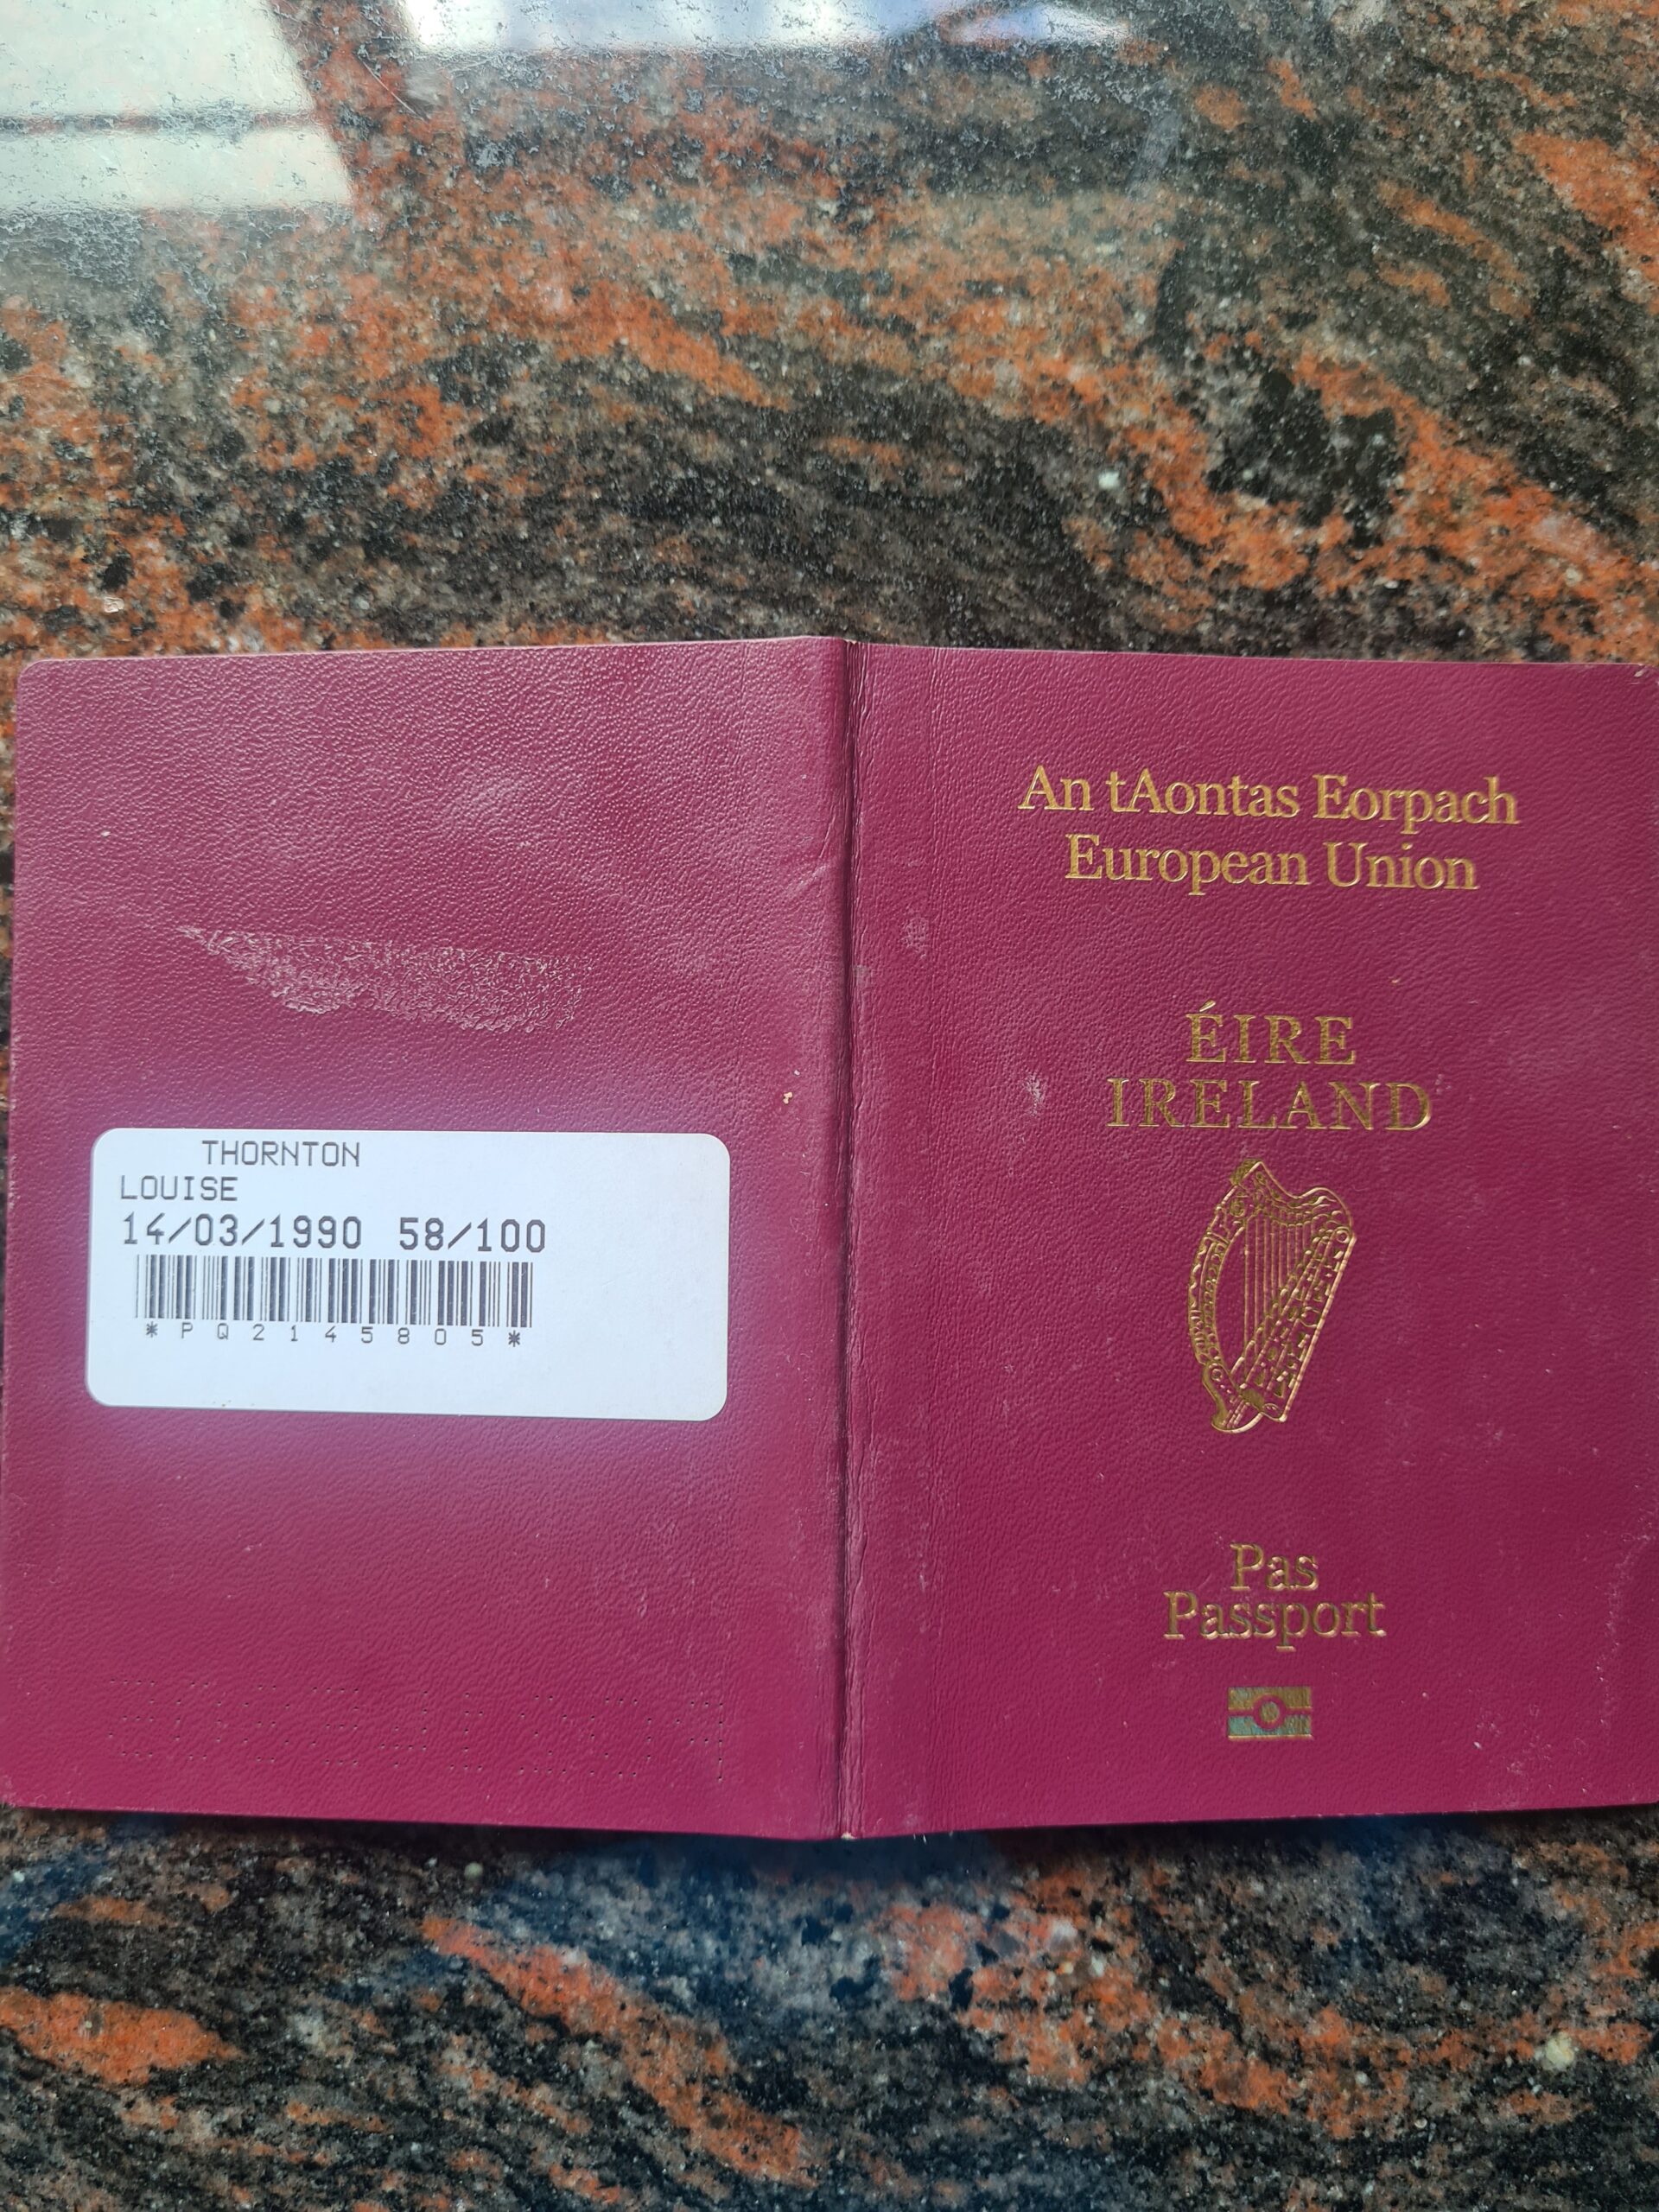 THORNTON
LOUISE
14/03/1990 58/100
*PQ2145805*
An tAontas Eorpach
European Union
ÉIRE
IRELAND
Pas
Passport